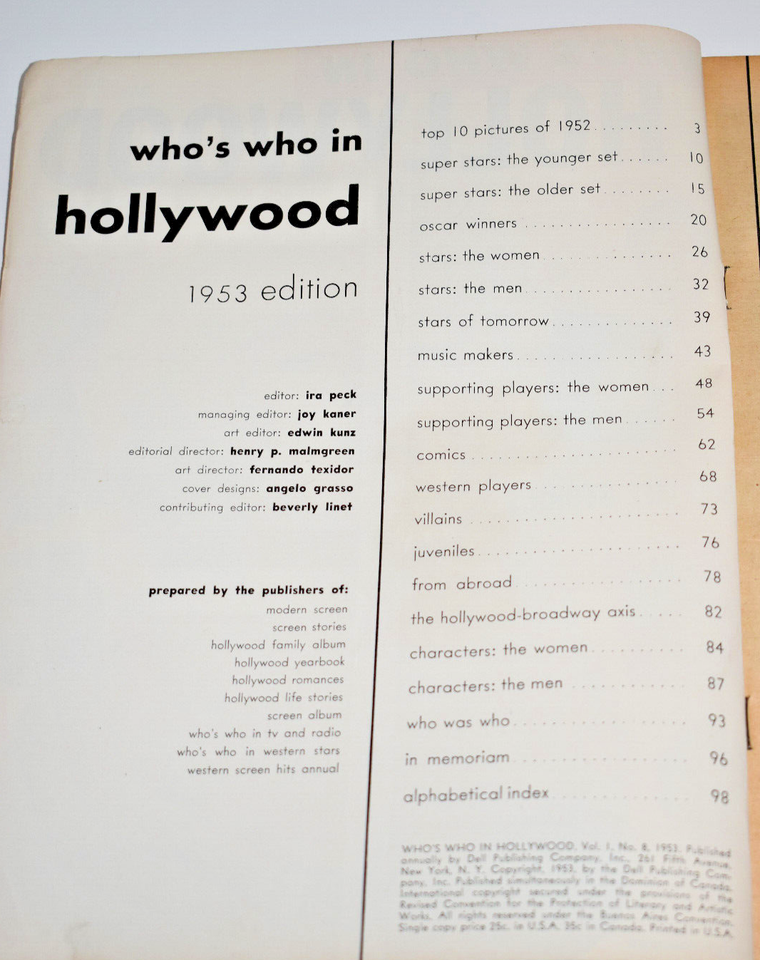 who's who in
hollywood
1953 edition
editor: ira peck
managing editor: joy kaner
art editor: edwin kunz
editorial director: henry p. malmgreen
art director: fernando texidor
cover designs: angelo grasso
contributing editor: beverly linet
prepared by the publishers of:
modern screen
screen stories
hollywood family album
hollywood yearbook
hollywood romances
hollywood life stories
screen album
who's who in tv and radio
who's who in western stars
western screen hits annual
top 10 pictures of 1952 . . . . . . . . . 3
super stars: the younger set . . . . . . 10
super stars: the older set . . . . . . . . 15
oscar winners . . . . . . . . . . . . . . . . . 20
stars: the women . . . . . . . . . . . . . . . 26
stars: the men . . . . . . . . . . . . . . . . . 32
stars of tomorrow . . . . . . . . . . . . . . 39
music makers . . . . . . . . . . . . . . . . . . 43
supporting players: the women . . . 48
supporting players: the men . . . . . . 54
comics . . . . . . . . . . . . . . . . . . . . . . . 62
western players . . . . . . . . . . . . . . . . 68
villains . . . . . . . . . . . . . . . . . . . . . . . 73
juveniles . . . . . . . . . . . . . . . . . . . . . . 76
from abroad . . . . . . . . . . . . . . . . . . 78
the hollywood-broadway axis . . . . . 82
characters: the women . . . . . . . . . . 84
characters: the men . . . . . . . . . . . . 87
who was who . . . . . . . . . . . . . . . . . 93
in memoriam . . . . . . . . . . . . . . . . . . 96
alphabetical index . . . . . . . . . . . . . . 98
WHO'S WHO IN HOLLYWOOD, Vol. 1, No. 8, 1953. Published
annually by Dell Publishing Company, Inc., 261 Fifth Avenue,
New York, N. Y. Copyright, 1953, by the Dell Publishing Com-
pany, Inc. Published simultaneously in the Dominion of Canada.
International copyright secured under the provisions of the
Revised Convention for the Protection of Literary and Artistic
Works. All rights reserved under the Buenos Aires Convention.
Single copy price 25c. in U.S.A. 35c in Canada. Printed in U.S.A.